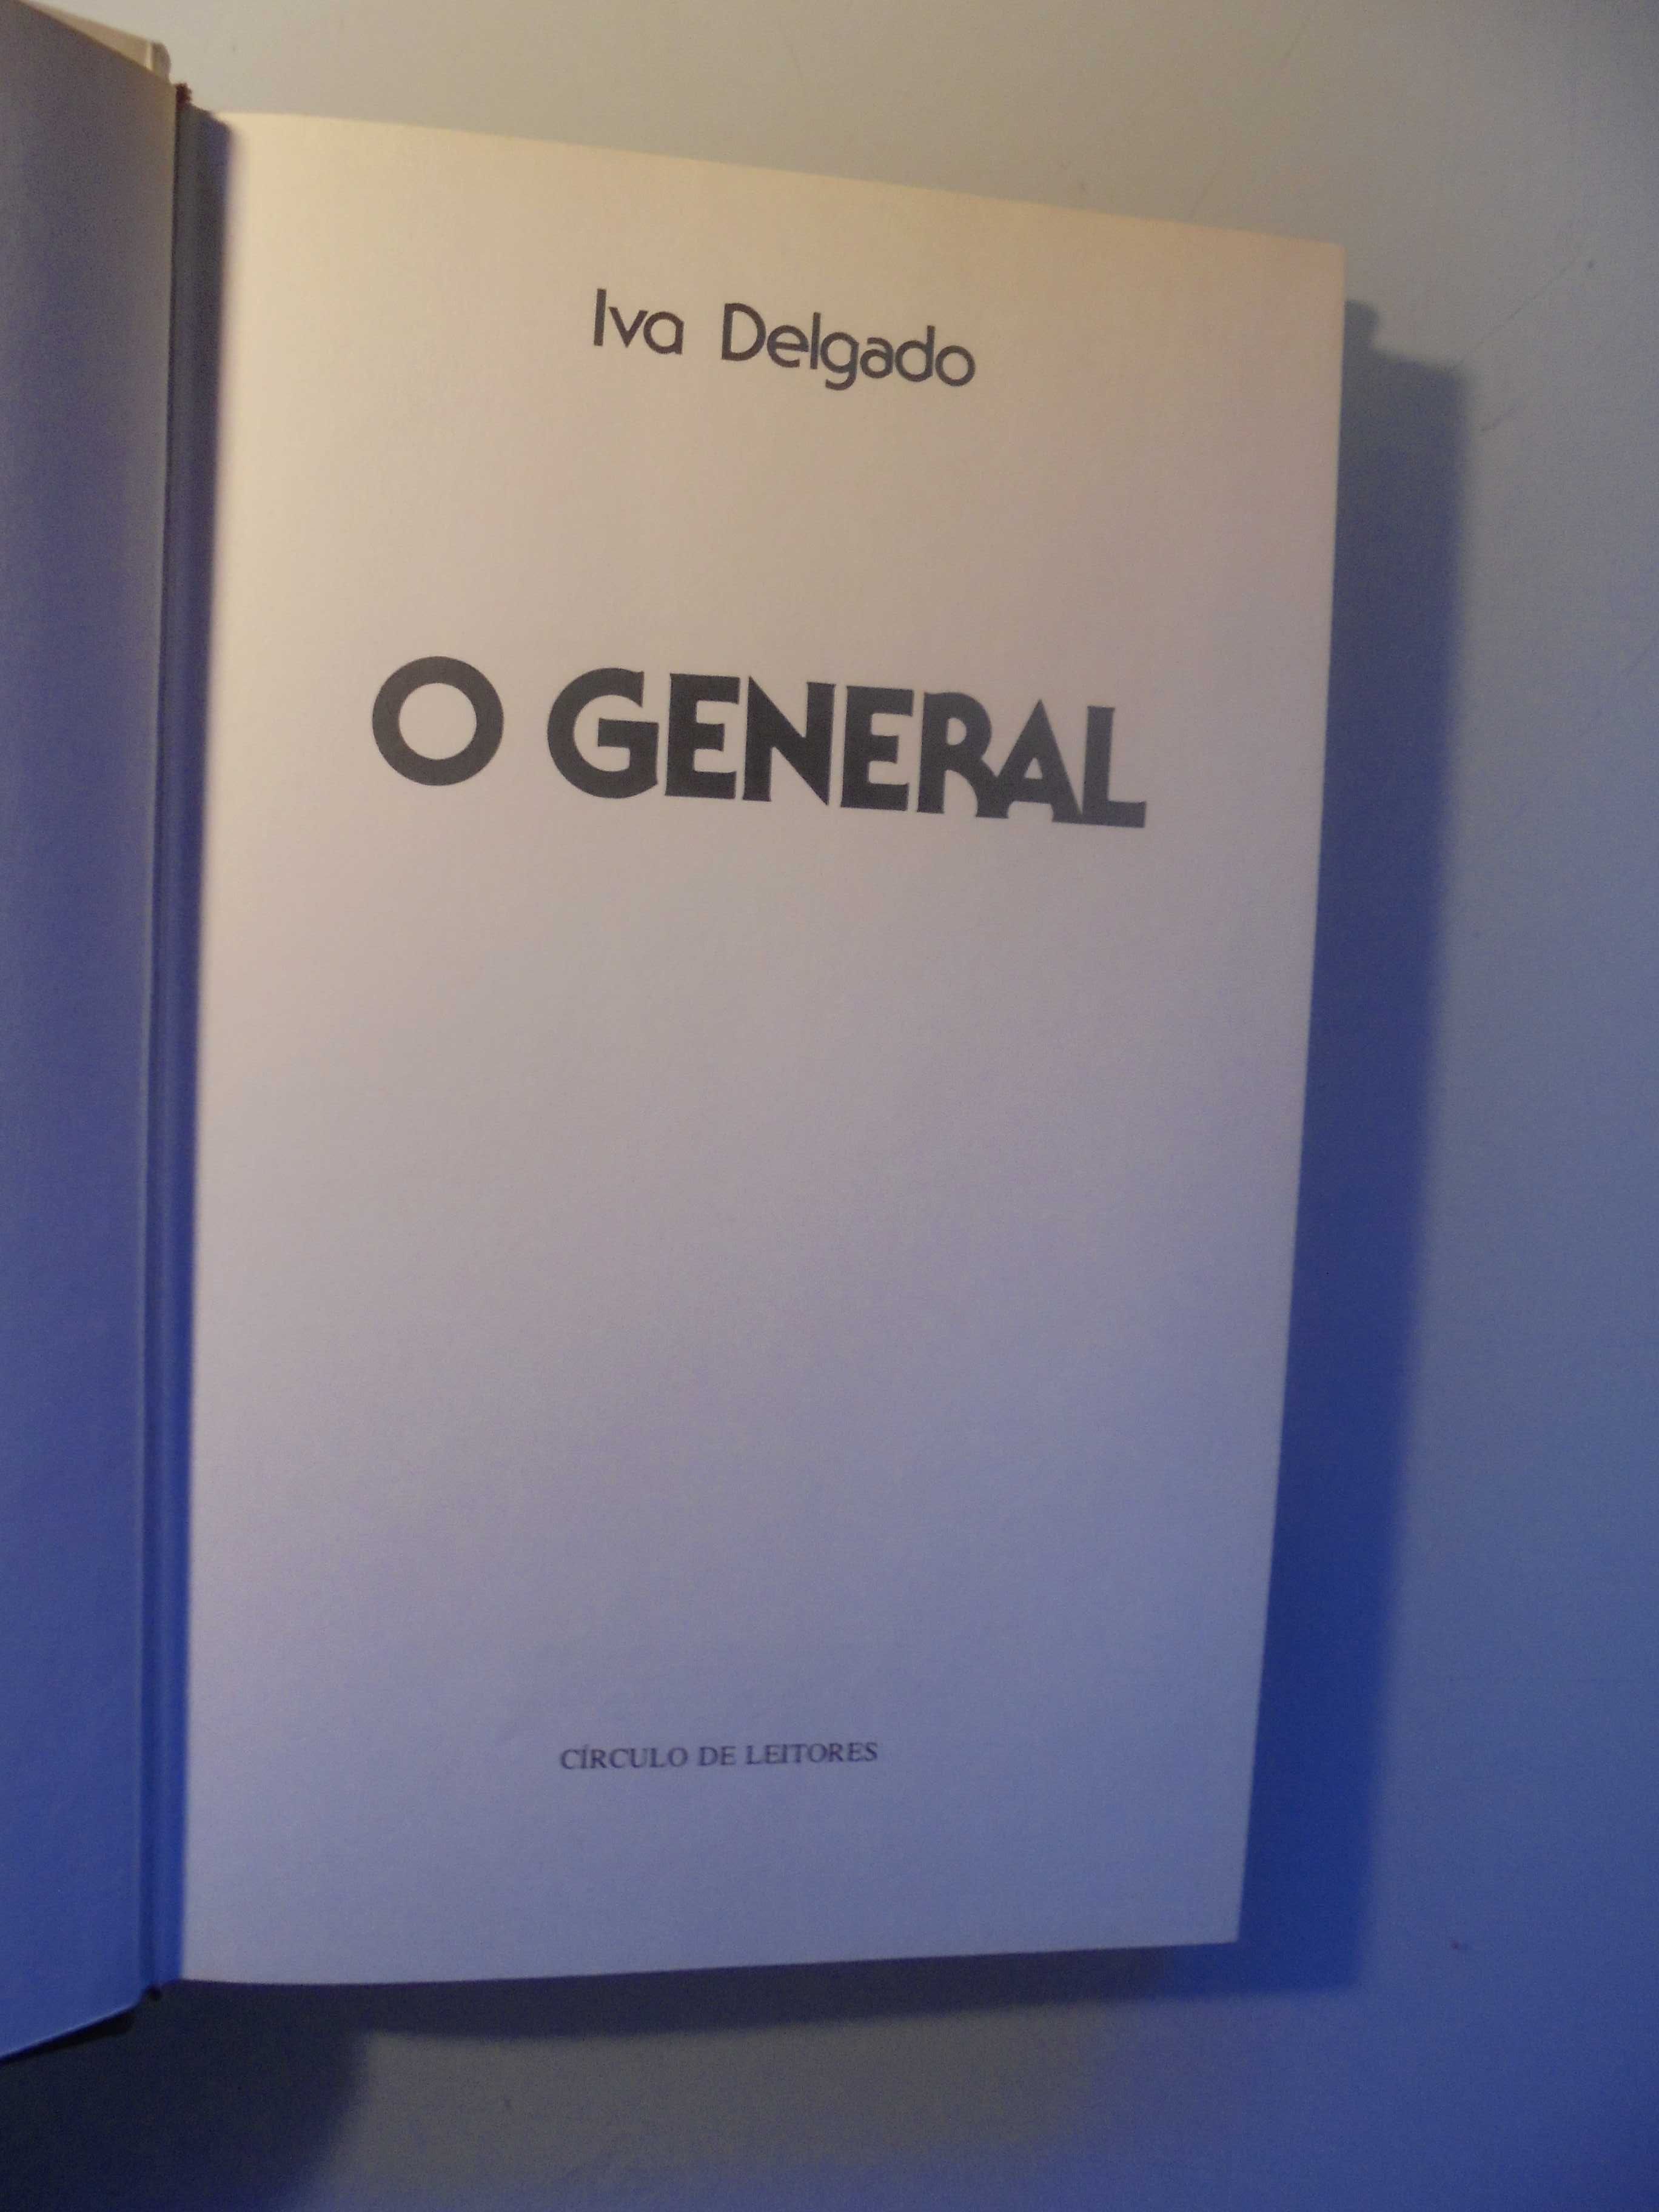 Iva Delgado
O GENERAL
CÍRCULO DE LEITORES